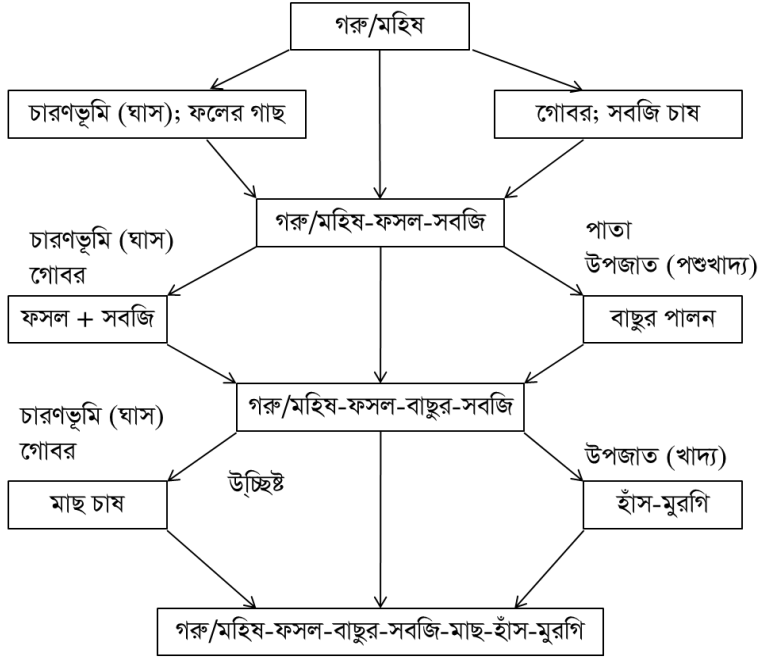 গরু/মহিষ
চারণভূমি (ঘাস); ফলের গাছ
গোবর; সবজি চাষ
গরু/মহিষ-ফসল-সবজি
চারণভূমি (ঘাস)
গোবর
পাতা
উপজাত (পশুখাদ্য)
ফসল + সবজি
বাছুর পালন
গরু/মহিষ-ফসল-বাছুর-সবজি
চারণভূমি (ঘাস)
গোবর
উপজাত (খাদ্য)
উচ্ছিষ্ট
মাছ চাষ
হাঁস-মুরগি
গরু/মহিষ-ফসল-বাছুর-সবজি-মাছ-হাঁস-মুরগি